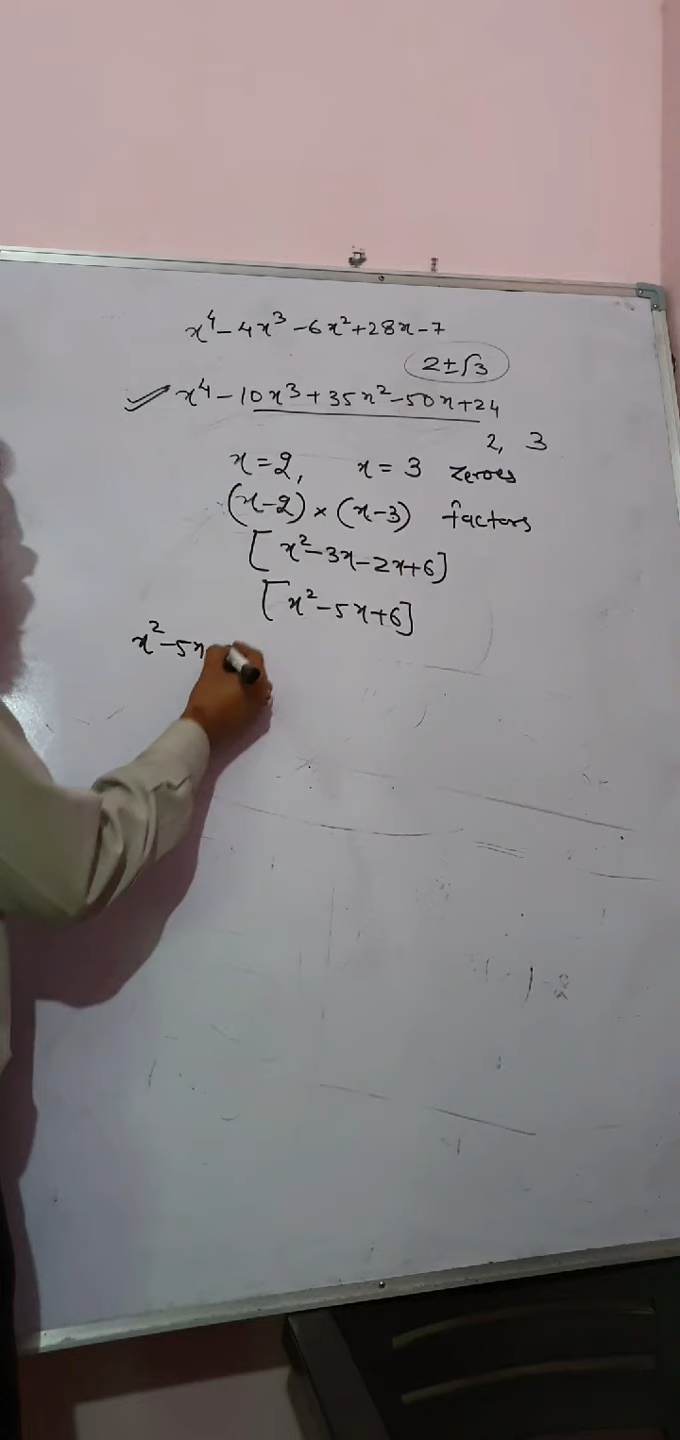 x⁴-4x³-6x²+28x-7
2±√3
x⁴-10x³+35x²-50x+24
2, 3
x=2, x=3 zeroes
(x-2)×(x-3) factors
[x²-3x-2x+6]
[x²-5x+6]
x²-5x